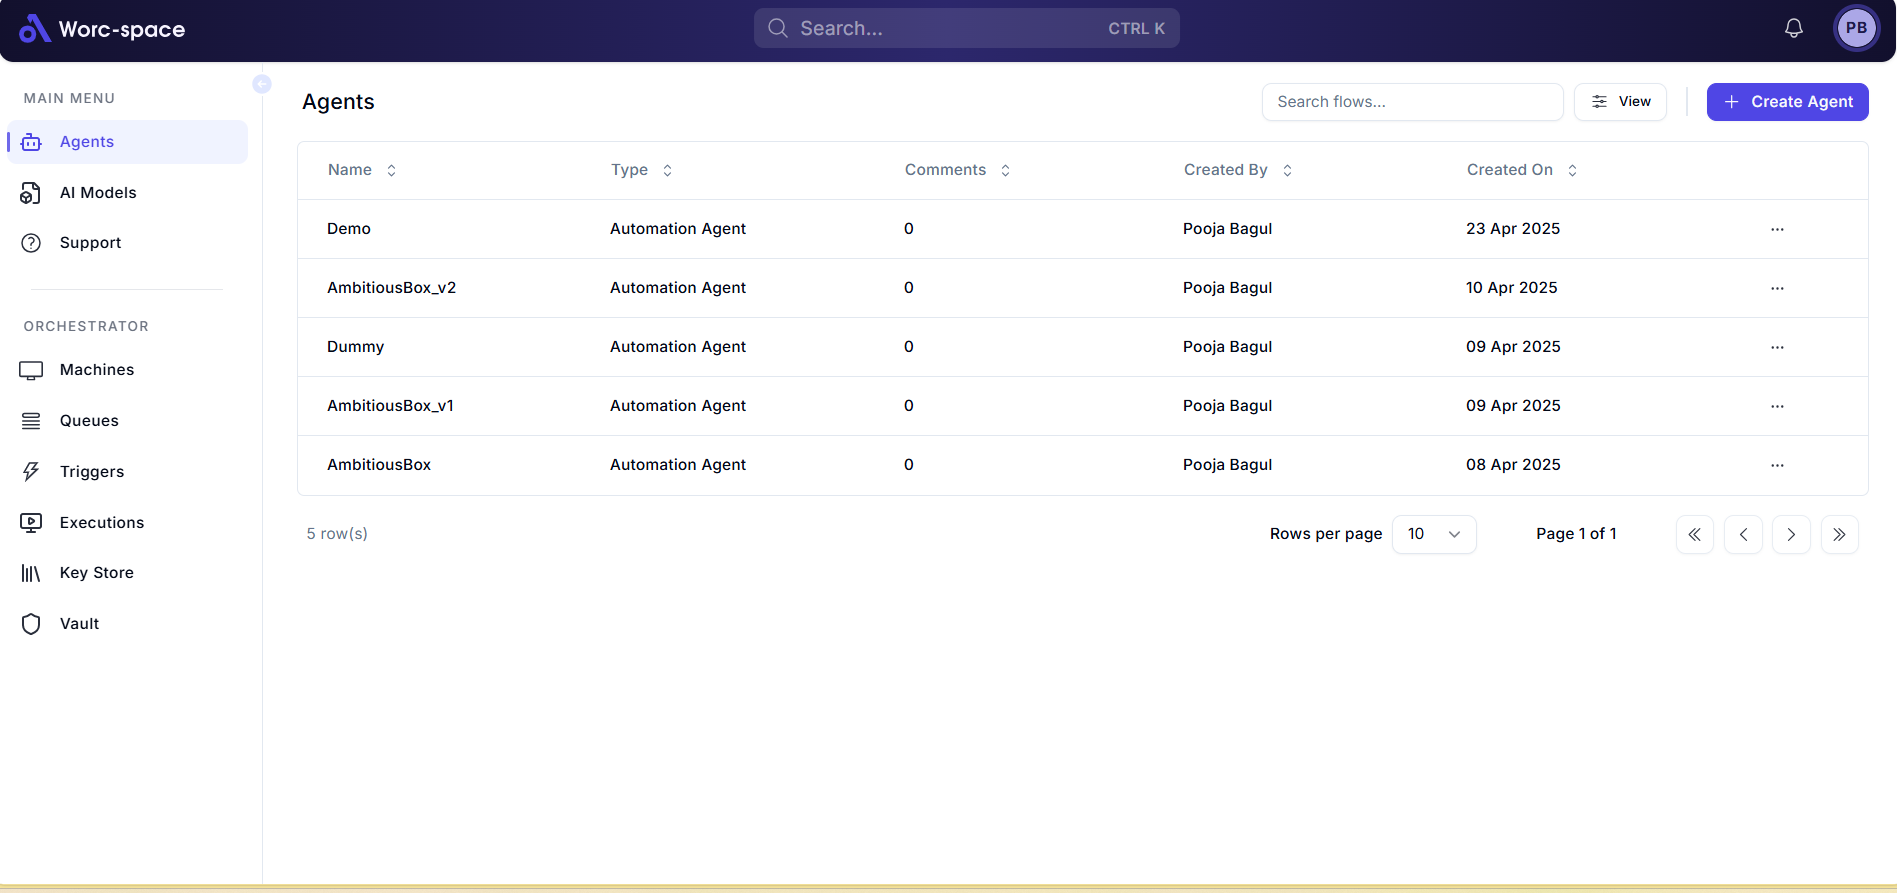 Worc-space
Search...
CTRL K
PB
MAIN MENU
Agents
AI Models
Support
ORCHESTRATOR
Machines
Queues
Triggers
Executions
Key Store
Vault
Agents
Search flows...
View
Create Agent
Name Type Comments Created By Created On
Demo Automation Agent 0 Pooja Bagul 23 Apr 2025 ...
AmbitiousBox_v2 Automation Agent 0 Pooja Bagul 10 Apr 2025 ...
Dummy Automation Agent 0 Pooja Bagul 09 Apr 2025 ...
AmbitiousBox_v1 Automation Agent 0 Pooja Bagul 09 Apr 2025 ...
AmbitiousBox Automation Agent 0 Pooja Bagul 08 Apr 2025 ...
5 row(s)
Rows per page 10
Page 1 of 1